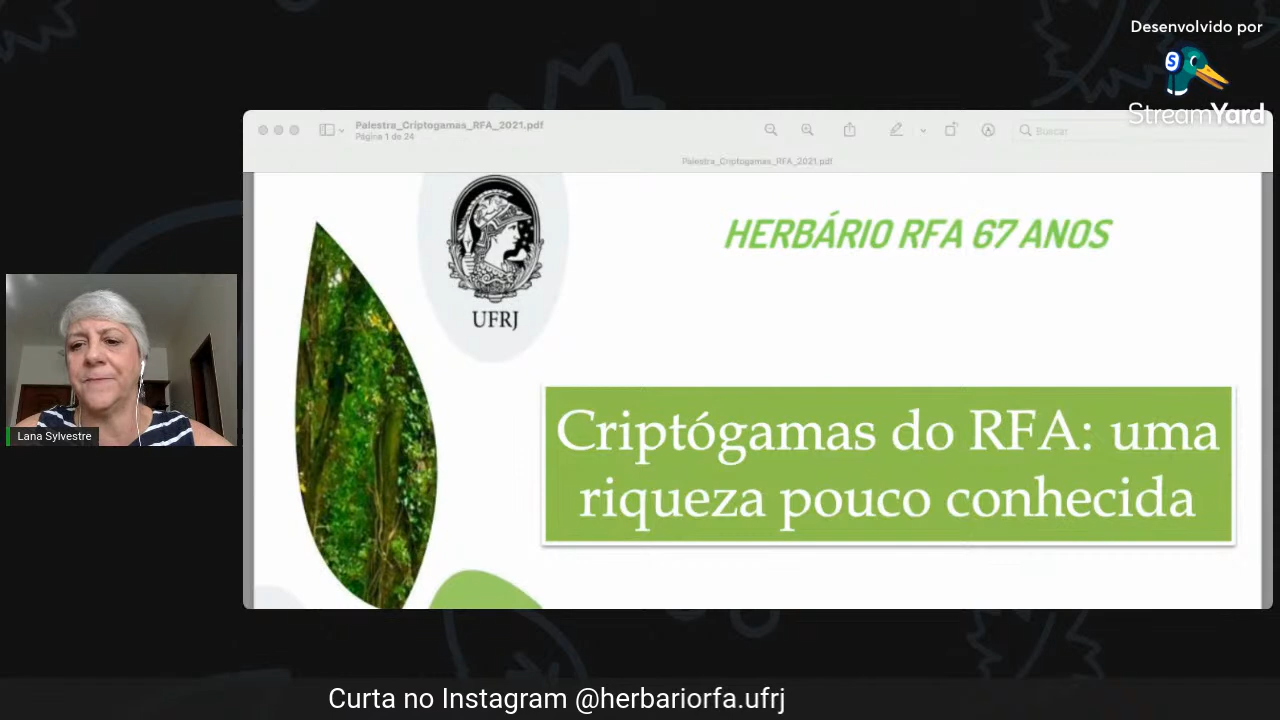 Desenvolvido por
S
StreamYard
Palestra_Criptogamas_RFA_2021.pdf
Página 1 de 24
Buscar
Palestra_Criptogamas_RFA_2021.pdf
HERBÁRIO RFA 67 ANOS
UFRJ
Criptógamas do RFA: uma
riqueza pouco conhecida
Lana Sylvestre
Curta no Instagram @herbariorfa.ufrj